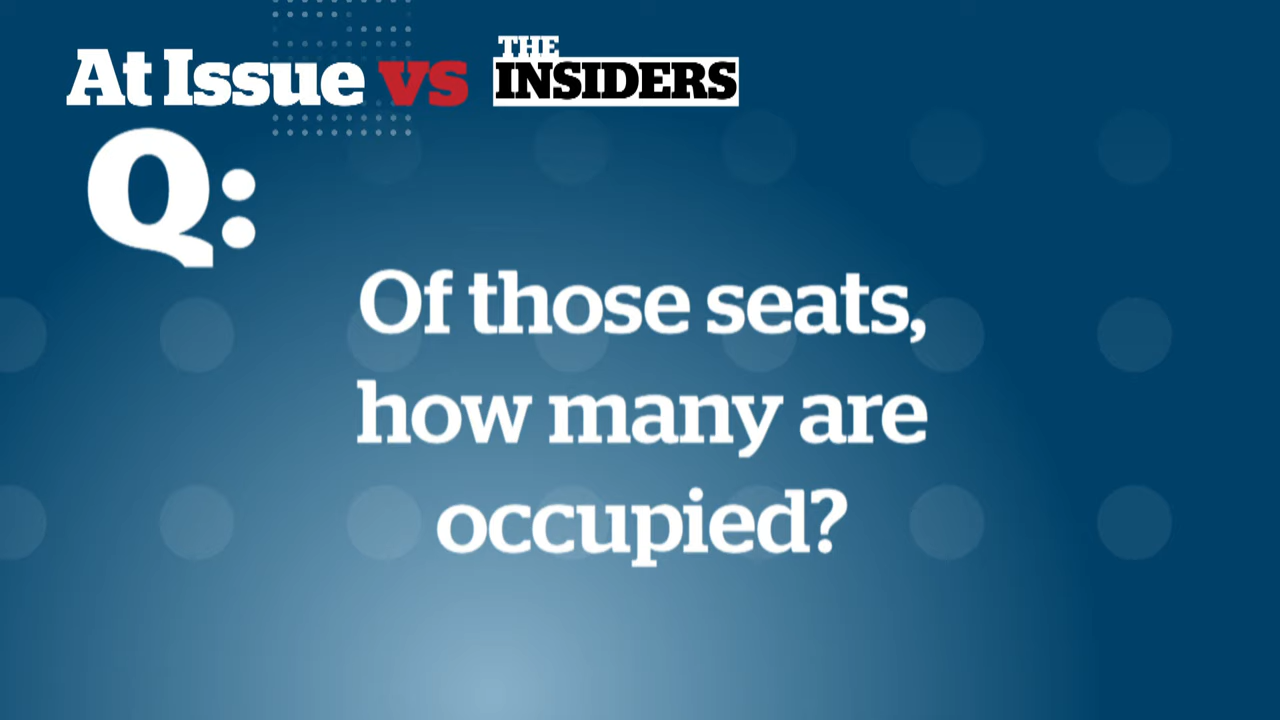 At Issue vs THE INSIDERS
Q:
Of those seats,
how many are
occupied?